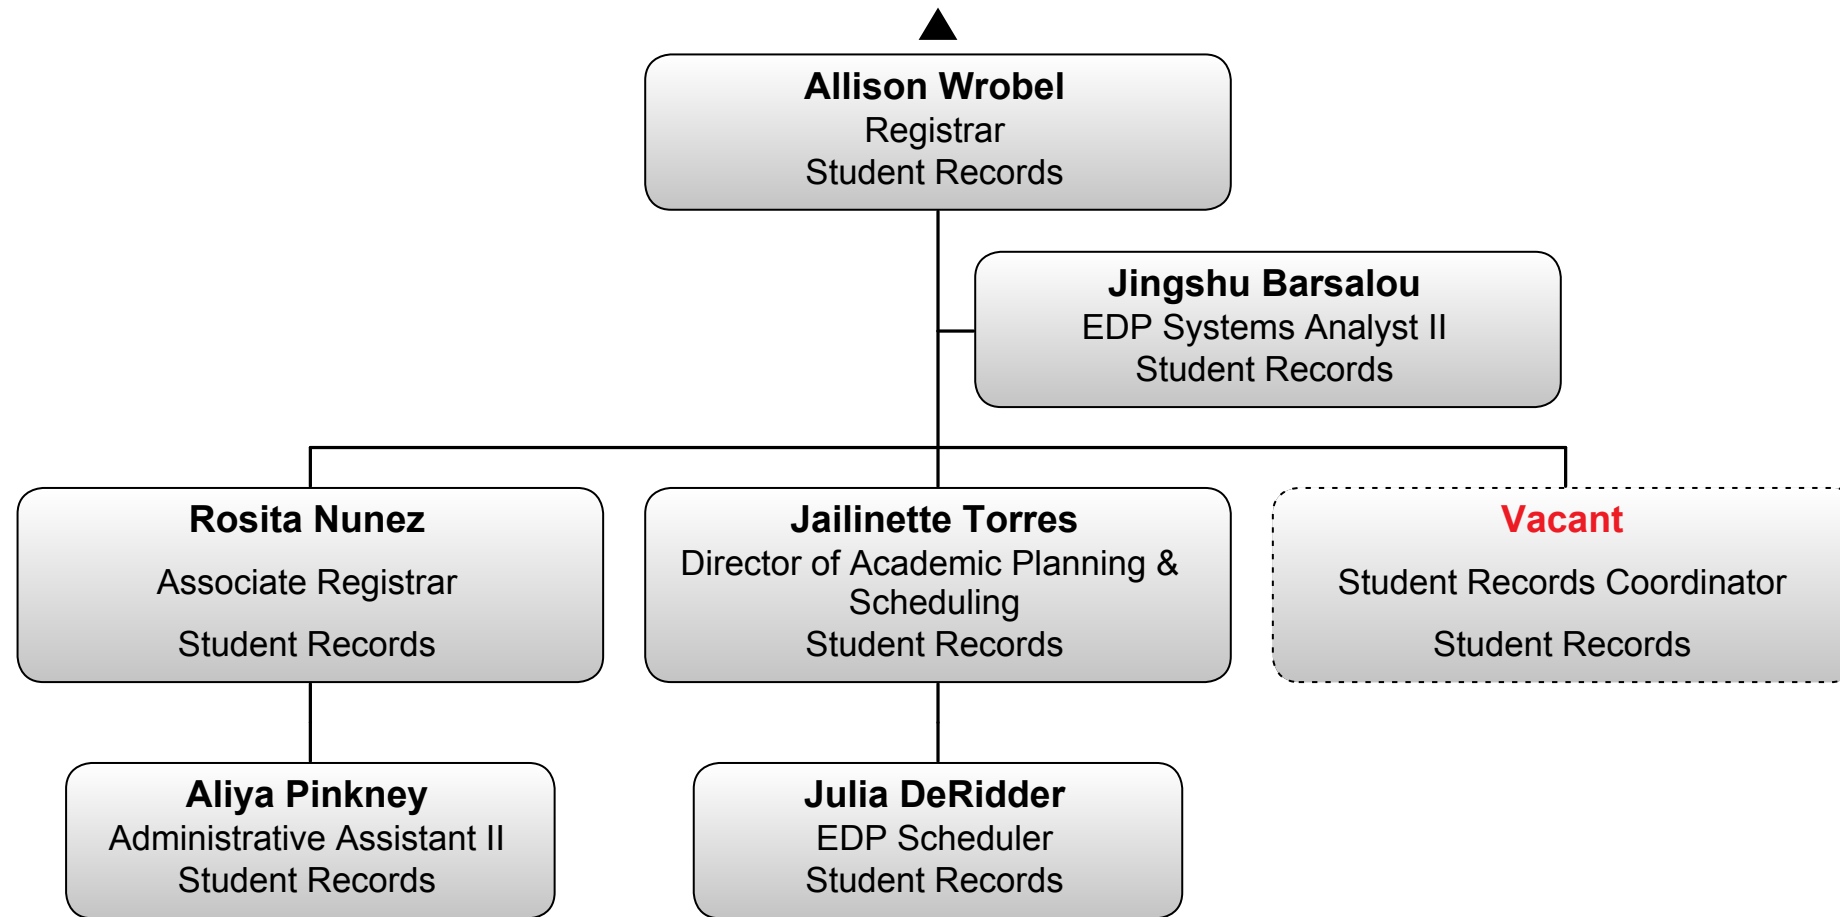 Allison Wrobel
Registrar
Student Records
Jingshu Barsalou
EDP Systems Analyst II
Student Records
Rosita Nunez
Associate Registrar
Student Records
Jailinette Torres
Director of Academic Planning &
Scheduling
Student Records
Vacant
Student Records Coordinator
Student Records
Aliya Pinkney
Administrative Assistant II
Student Records
Julia DeRidder
EDP Scheduler
Student Records